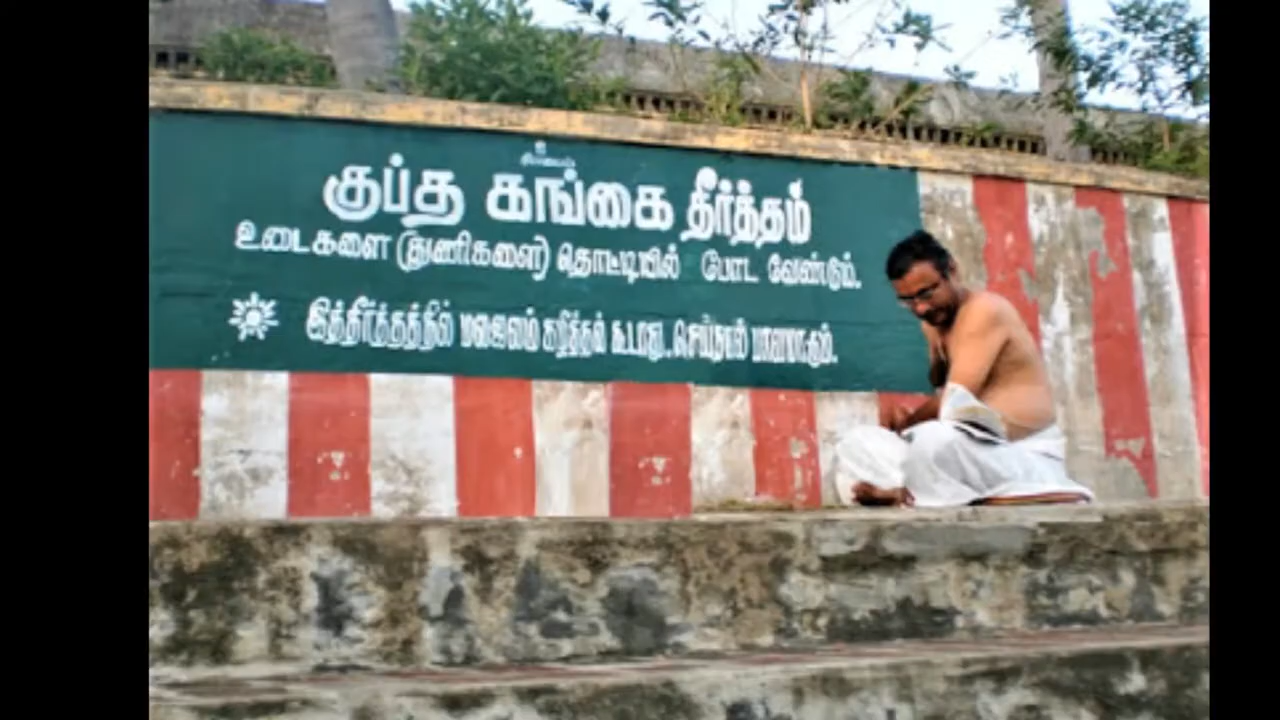 குப்த கங்கை தீர்த்தம்
உடைகளை (துணிகளை) தொட்டியில் போட வேண்டும்.
இத்தீர்த்தத்தில் மலஜலம் கழித்தல் கூடாது. செய்தால் பாவமாகும்.